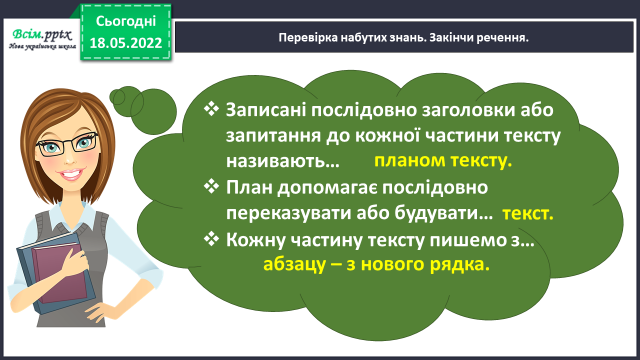 Всім.pptx
Нова українська школа
Сьогодні
18.05.2022
Перевірка набутих знань. Закінчи речення.
❖ Записані послідовно заголовки або
запитання до кожної частини тексту
називають... планом тексту.
❖ План допомагає послідовно
переказувати або будувати... текст.
❖ Кожну частину тексту пишемо з...
абзацу – з нового рядка.